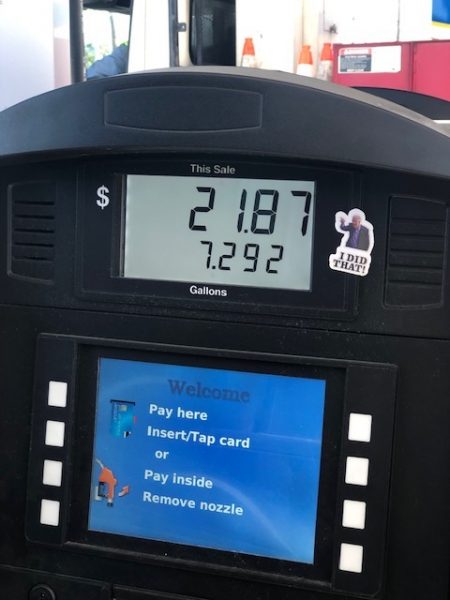 This Sale
$ 21.87
7.292
Gallons
I DID
THAT!
Welcome
Pay here
Insert/Tap card
or
Pay inside
Remove nozzle